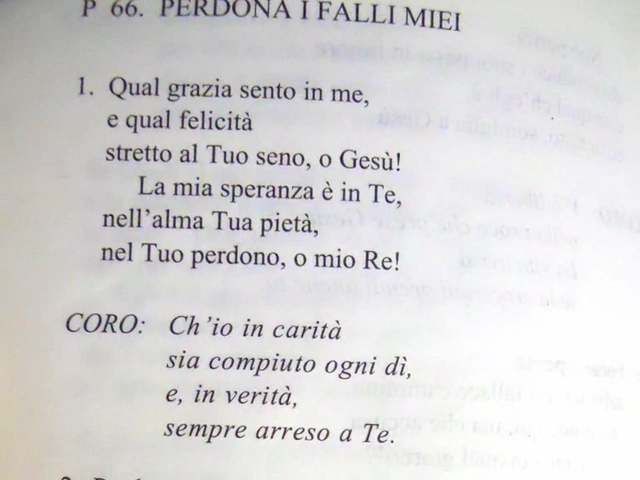 P 66. PERDONA I FALLI MIEI
1. Qual grazia sento in me,
e qual felicità
stretto al Tuo seno, o Gesù!
La mia speranza è in Te,
nell'alma Tua pietà,
nel Tuo perdono, o mio Re!
CORO: Ch'io in carità
sia compiuto ogni dì,
e, in verità,
sempre arreso a Te.